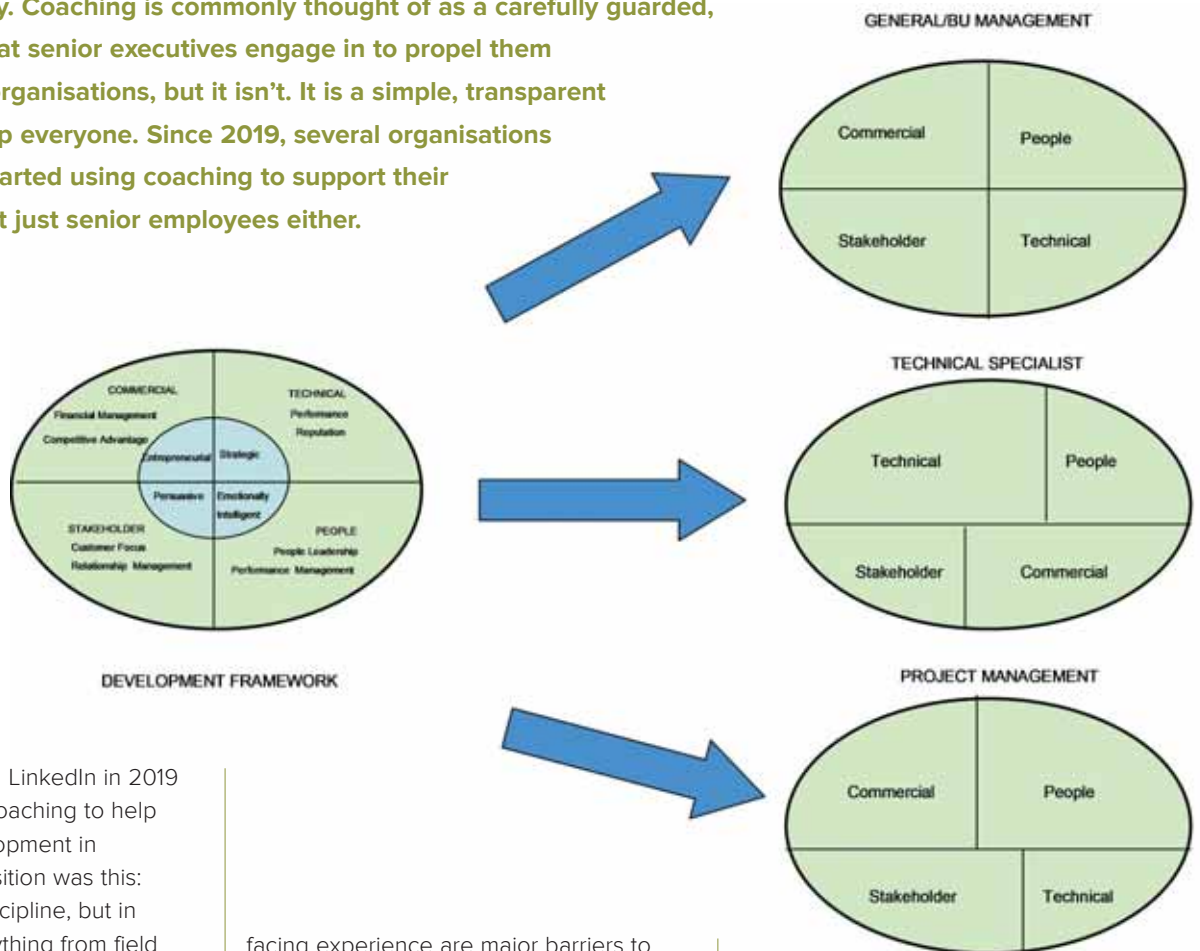 y. Coaching is commonly thought of as a carefully guarded,
at senior executives engage in to propel them
organisations, but it isn't. It is a simple, transparent
p everyone. Since 2019, several organisations
tarted using coaching to support their
t just senior employees either.
GENERAL/BU MANAGEMENT
Commercial
People
Stakeholder
Technical
COMMERCIAL
Financial Management
Competitive Advantage
TECHNICAL
Performance
Reputation
Entrepreneurial
Strategic
Persuasive
Emotionally
Intelligent
STAKEHOLDER
Customer Focus
Relationship Management
PEOPLE
People Leadership
Performance Management
DEVELOPMENT FRAMEWORK
TECHNICAL SPECIALIST
Technical
People
Stakeholder
Commercial
PROJECT MANAGEMENT
Commercial
People
Stakeholder
Technical
LinkedIn in 2019
oaching to help
opment in
sition was this:
cipline, but in
ything from field
facing experience are major barriers to